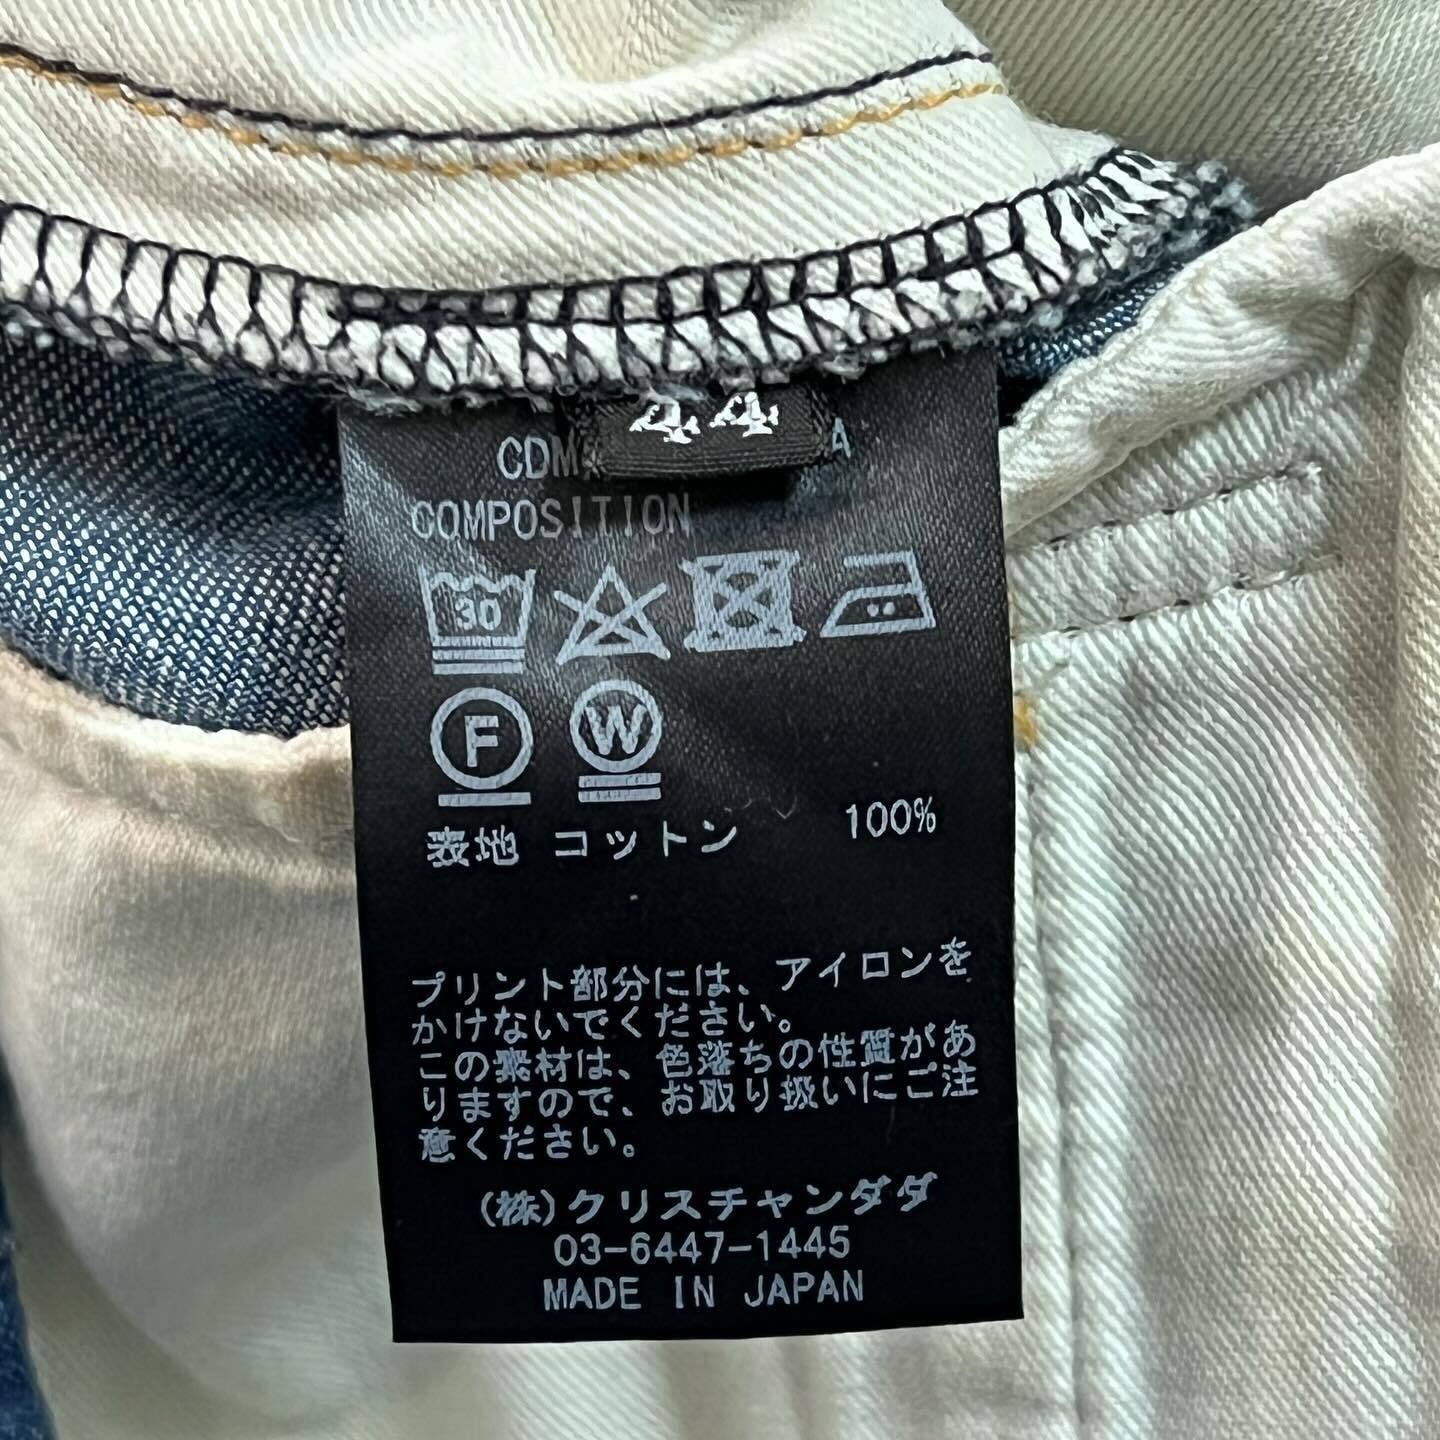 44
CDM A
COMPOSITION
30
F W
表地 コットン 100%
プリント部分には、アイロンを
かけないでください。
この素材は、色落ちの性質があ
りますので、お取り扱いにご注
意ください。
(株)クリスチャンダダ
03-6447-1445
MADE IN JAPAN